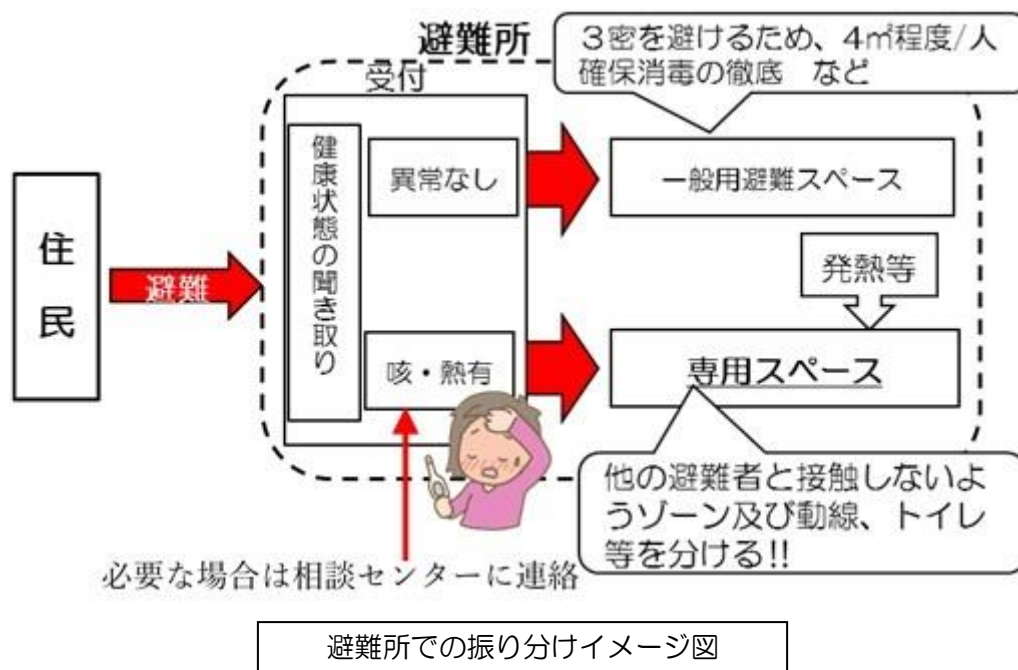 避難所
3密を避けるため、4㎡程度/人
確保消毒の徹底　など
受付
健康状態の聞き取り
異常なし
一般用避難スペース
住民
避難
発熱等
咳・熱有
専用スペース
他の避難者と接触しないよ
うゾーン及び動線、トイレ
等を分ける!!
必要な場合は相談センターに連絡
避難所での振り分けイメージ図